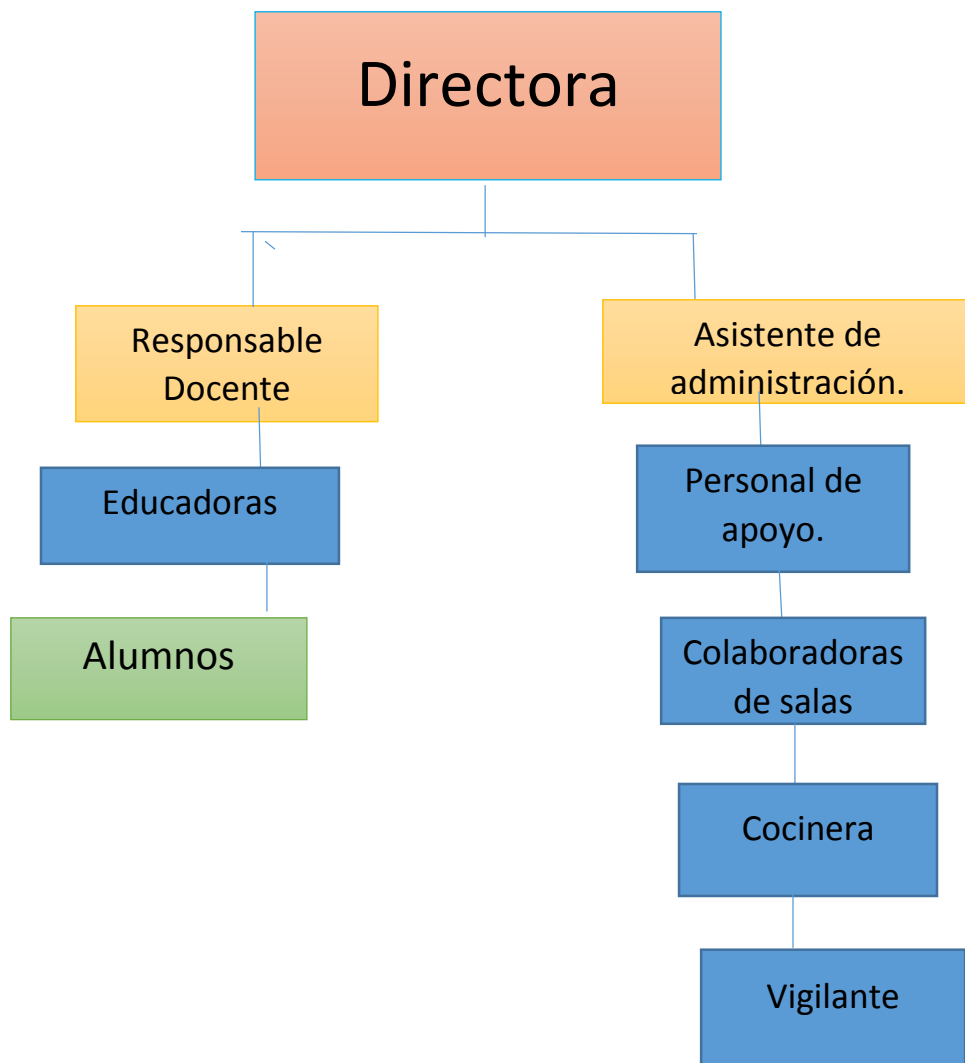 Directora
Responsable
Docente
Asistente de
administración.
Educadoras
Personal de
apoyo.
Alumnos
Colaboradoras
de salas
Cocinera
Vigilante